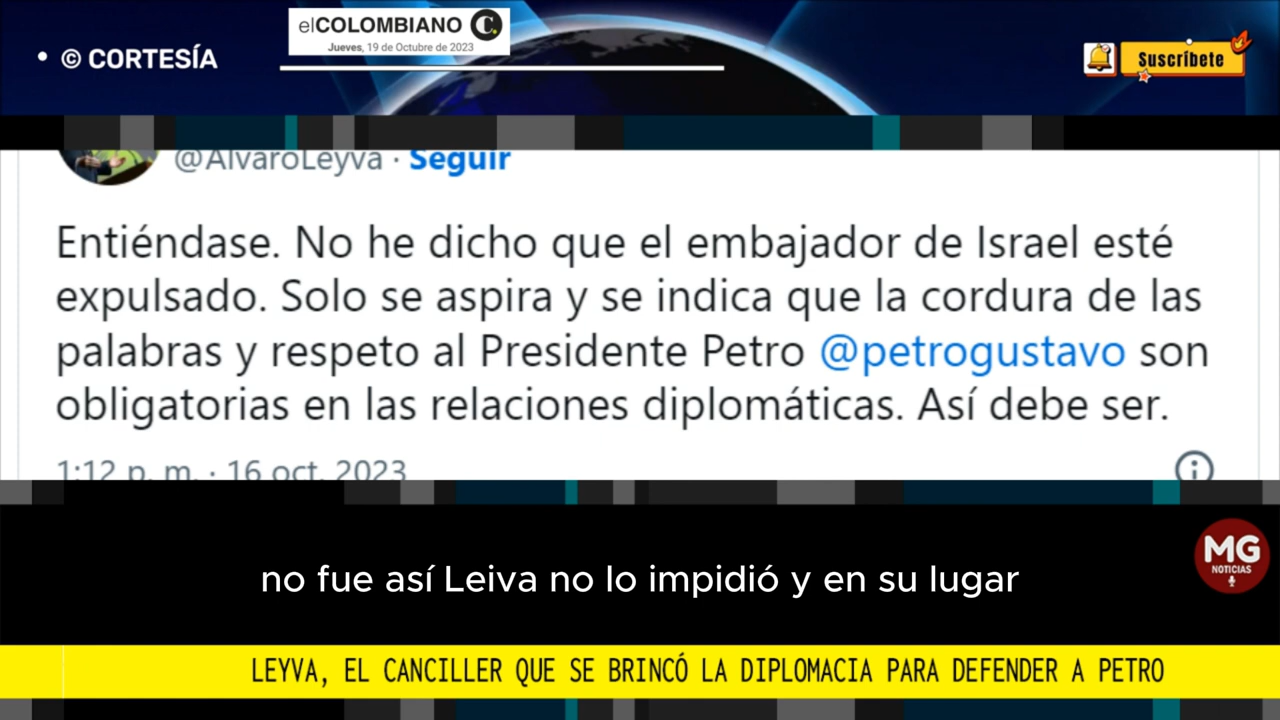 elCOLOMBIANO C.
Jueves, 19 de Octubre de 2023
• © CORTESÍA
Suscríbete
@AlvaroLeyva · Seguir
Entiéndase. No he dicho que el embajador de Israel esté
expulsado. Solo se aspira y se indica que la cordura de las
palabras y respeto al Presidente Petro @petrogustavo son
obligatorias en las relaciones diplomáticas. Así debe ser.
1:12 p. m. · 16 oct. 2023
no fue así Leiva no lo impidió y en su lugar
MG
NOTICIAS
LEYVA, EL CANCILLER QUE SE BRINCÓ LA DIPLOMACIA PARA DEFENDER A PETRO